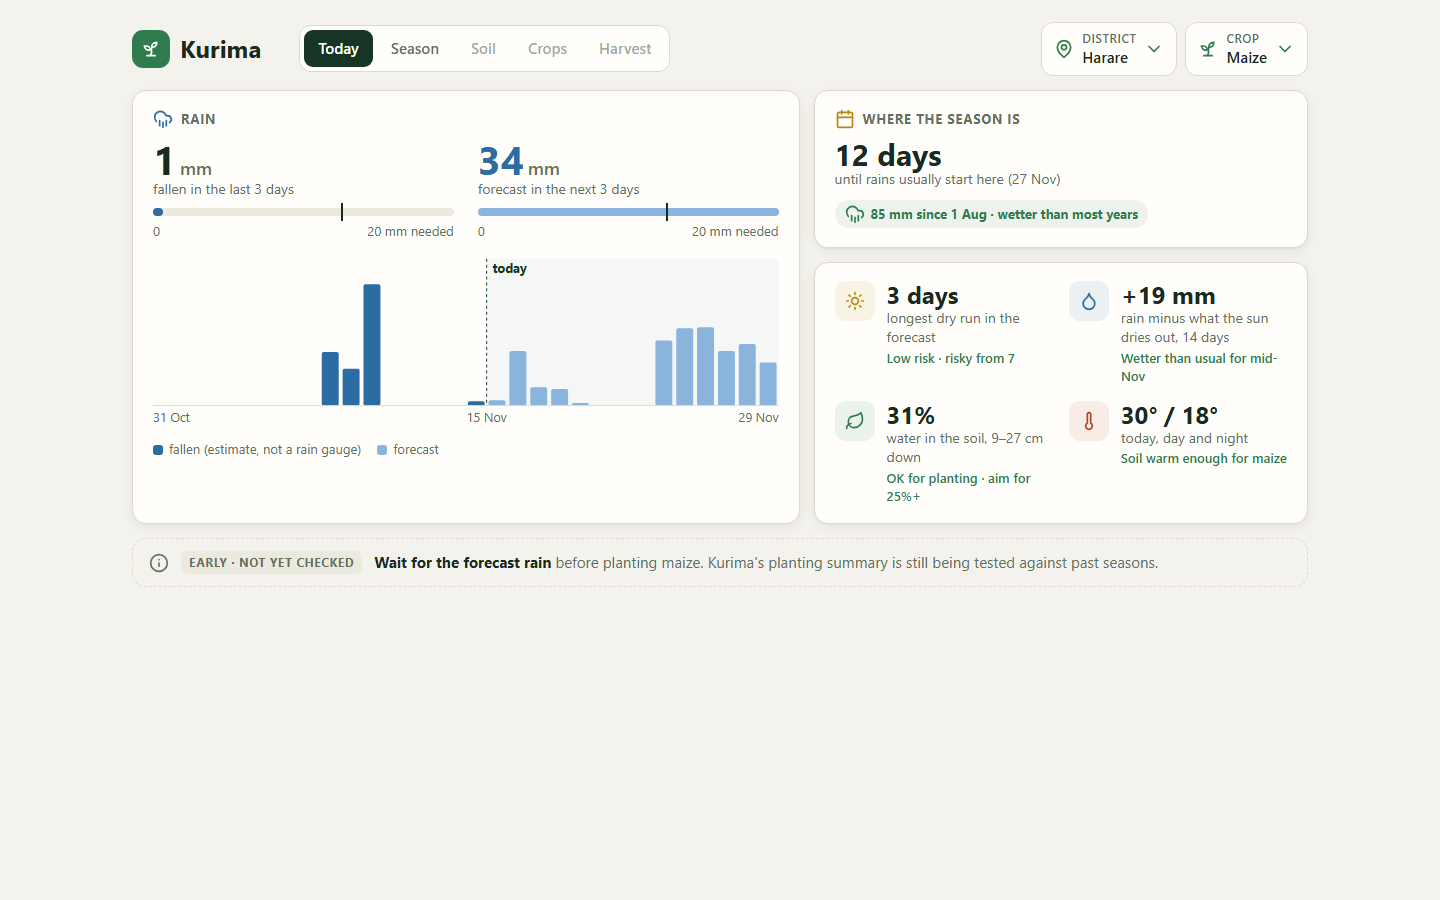 Kurima
Today Season Soil Crops Harvest
DISTRICT
Harare
CROP
Maize
RAIN
1 mm
fallen in the last 3 days
0 20 mm needed
34 mm
forecast in the next 3 days
0 20 mm needed
today
31 Oct 15 Nov 29 Nov
fallen (estimate, not a rain gauge) forecast
WHERE THE SEASON IS
12 days
until rains usually start here (27 Nov)
85 mm since 1 Aug · wetter than most years
3 days
longest dry run in the
forecast
Low risk · risky from 7
+19 mm
rain minus what the sun
dries out, 14 days
Wetter than usual for mid-
Nov
31%
water in the soil, 9–27 cm
down
OK for planting · aim for
25%+
30° / 18°
today, day and night
Soil warm enough for maize
EARLY · NOT YET CHECKED Wait for the forecast rain before planting maize. Kurima's planting summary is still being tested against past seasons.